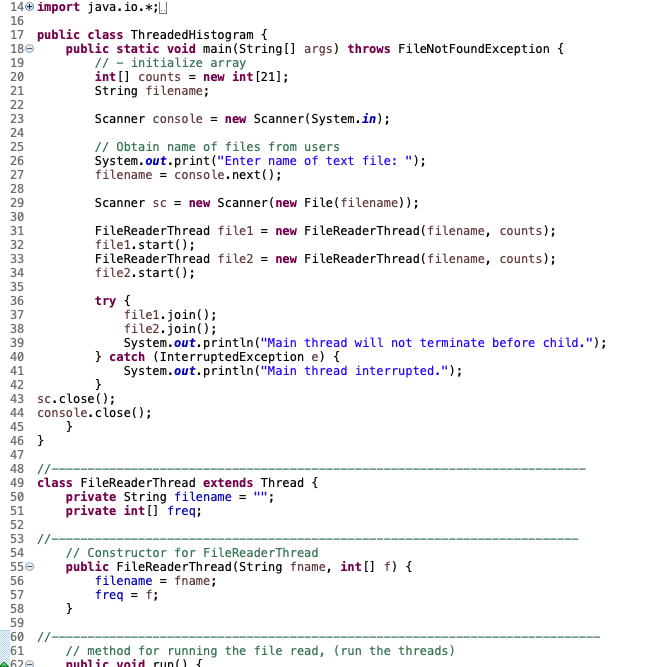 14 import java.io.*;
16
17 public class ThreadedHistogram {
18 public static void main(String[] args) throws FileNotFoundException {
19 // - initialize array
20 int[] counts = new int[21];
21 String filename;
22
23 Scanner console = new Scanner(System.in);
24
25 // Obtain name of files from users
26 System.out.print("Enter name of text file: ");
27 filename = console.next();
28
29 Scanner sc = new Scanner(new File(filename));
30
31 FileReaderThread file1 = new FileReaderThread(filename, counts);
32 file1.start();
33 FileReaderThread file2 = new FileReaderThread(filename, counts);
34 file2.start();
35
36 try {
37 file1.join();
38 file2.join();
39 System.out.println("Main thread will not terminate before child.");
40 } catch (InterruptedException e) {
41 System.out.println("Main thread interrupted.");
42 }
43 sc.close();
44 console.close();
45 }
46 }
47
48 //--------------------------------------------------------------------------
49 class FileReaderThread extends Thread {
50 private String filename = "";
51 private int[] freq;
52
53 //-------------------------------------------------------------------------
54 // Constructor for FileReaderThread
55 public FileReaderThread(String fname, int[] f) {
56 filename = fname;
57 freq = f;
58 }
59
60 //----------------------------------------------------------------------------
61 // method for running the file read, (run the threads)
62 public void run() {